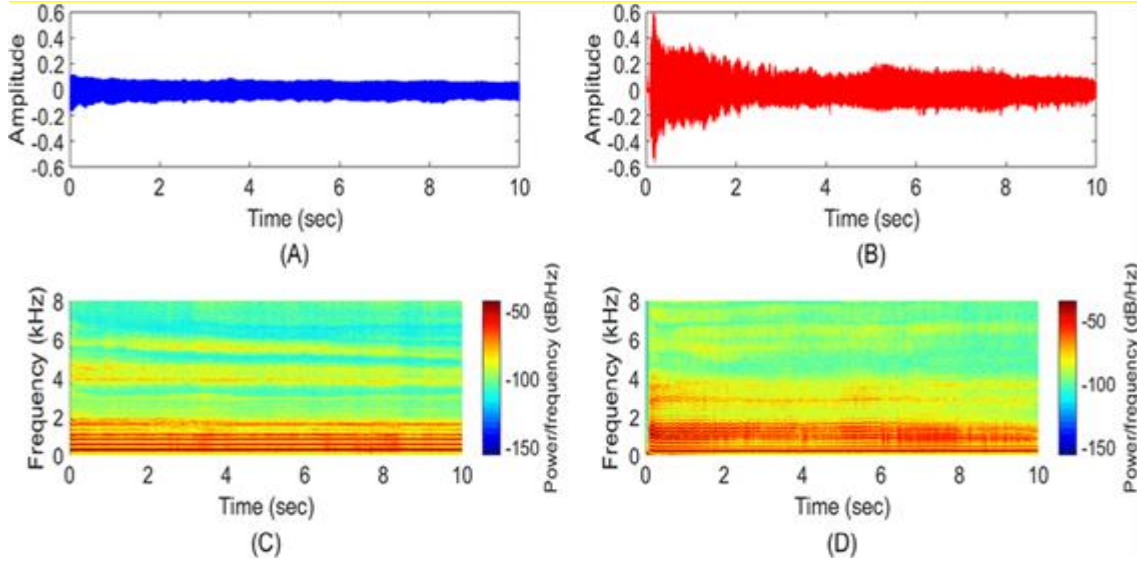 0.6
0.4
0.2
0
-0.2
-0.4
-0.6
Amplitude
0 2 4 6 8 10
Time (sec)
(A)
0.6
0.4
0.2
0
-0.2
-0.4
-0.6
Amplitude
0 2 4 6 8 10
Time (sec)
(B)
8
6
4
2
0
Frequency (kHz)
0 2 4 6 8 10
Time (sec)
-50
-100
-150
Power/frequency (dB/Hz)
(C)
8
6
4
2
0
Frequency (kHz)
0 2 4 6 8 10
Time (sec)
-50
-100
-150
Power/frequency (dB/Hz)
(D)